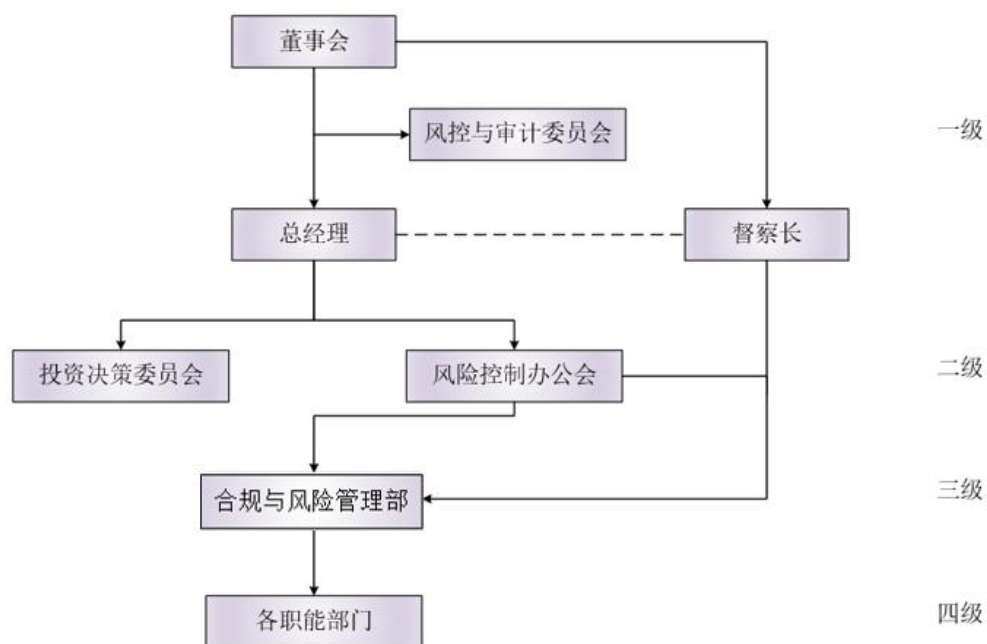 董事会
风控与审计委员会
一级
总经理
督察长
投资决策委员会
风险控制办公会
二级
合规与风险管理部
三级
各职能部门
四级